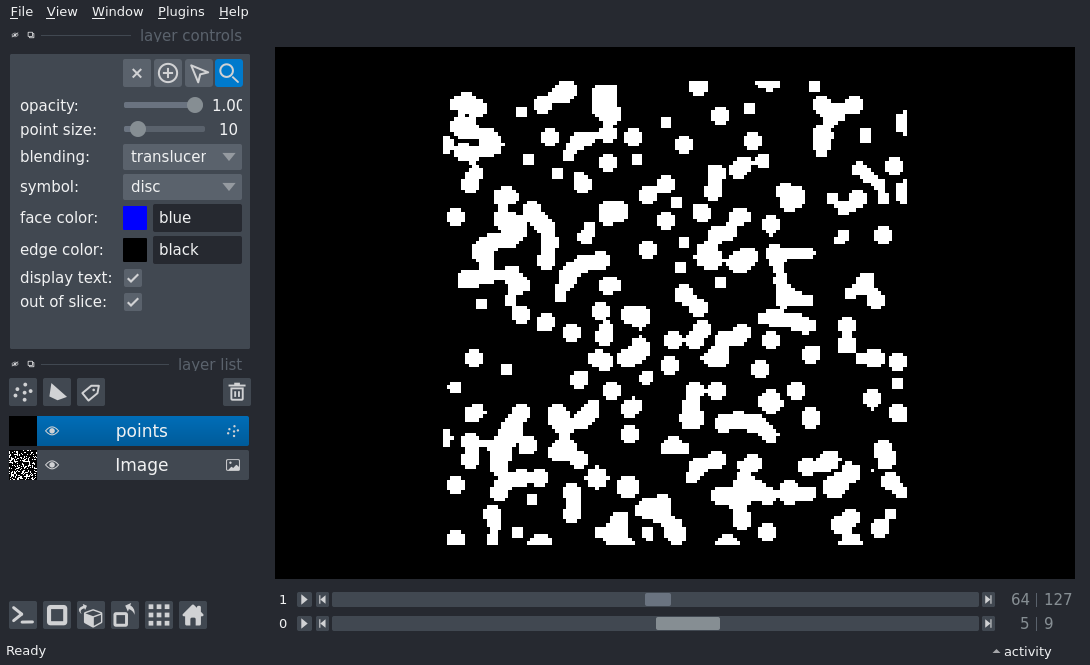 File View Window Plugins Help
layer controls
opacity: 1.00
point size: 10
blending: translucer
symbol: disc
face color: blue
edge color: black
display text:
out of slice:
layer list
points
Image
1 64 | 127
0 5 | 9
Ready activity